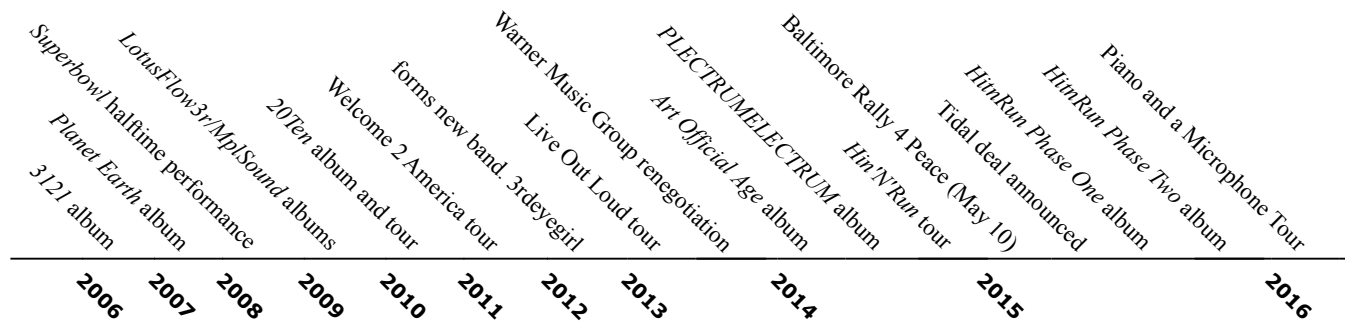 3121 album
Planet Earth album
Superbowl halftime performance
LotusFlow3r/MplSound albums
20Ten album and tour
Welcome 2 America tour
forms new band. 3rdeyegirl
Live Out Loud tour
Warner Music Group renegotiation
Art Official Age album
PLECTRUMELECTRUM album
Hin'N'Run tour
Baltimore Rally 4 Peace (May 10)
Tidal deal announced
HitnRun Phase One album
HitnRun Phase Two album
Piano and a Microphone Tour
2006
2007
2008
2009
2010
2011
2012
2013
2014
2015
2016